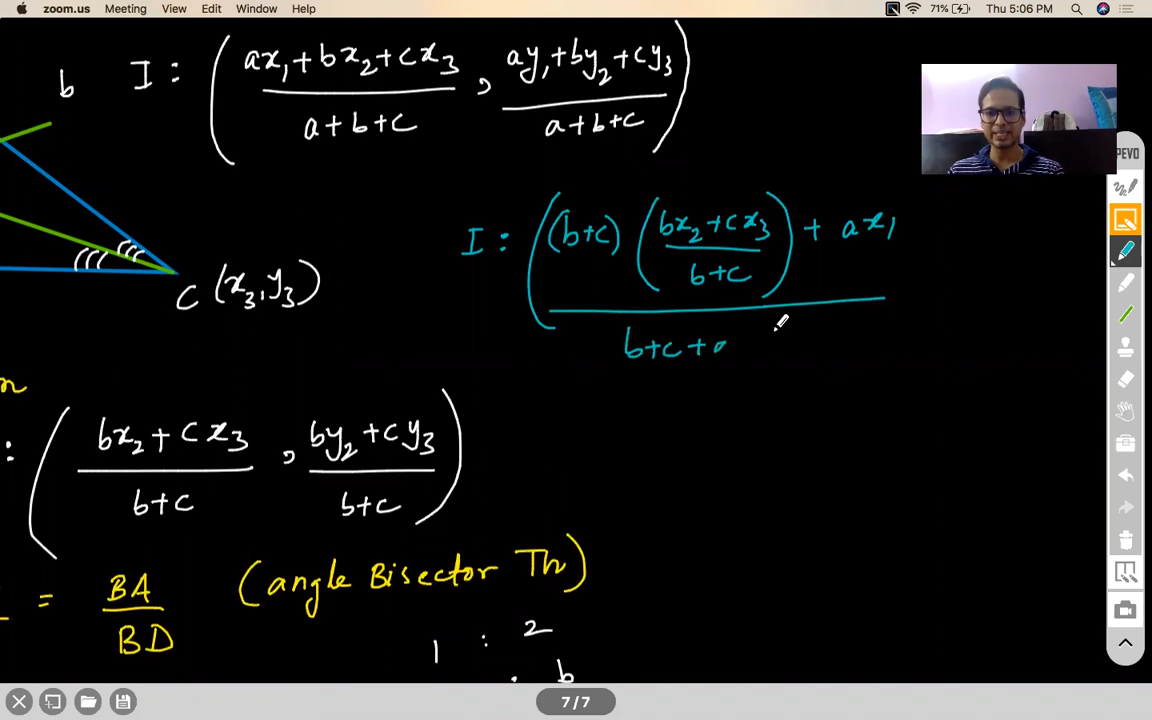 zoom.us Meeting View Edit Window Help 71% Thu 5:06 PM
b I : ( ax₁+bx₂+cx₃ / a+b+c , ay₁+by₂+cy₃ / a+b+c )
PEVO
I : ( (b+c) ( bx₂+cx₃ / b+c ) + ax₁ / b+c+a
C (x₃,y₃)
: ( bx₂+cx₃ / b+c , by₂+cy₃ / b+c )
= BA / BD (angle Bisector Th)
1 : 2
b
7/7